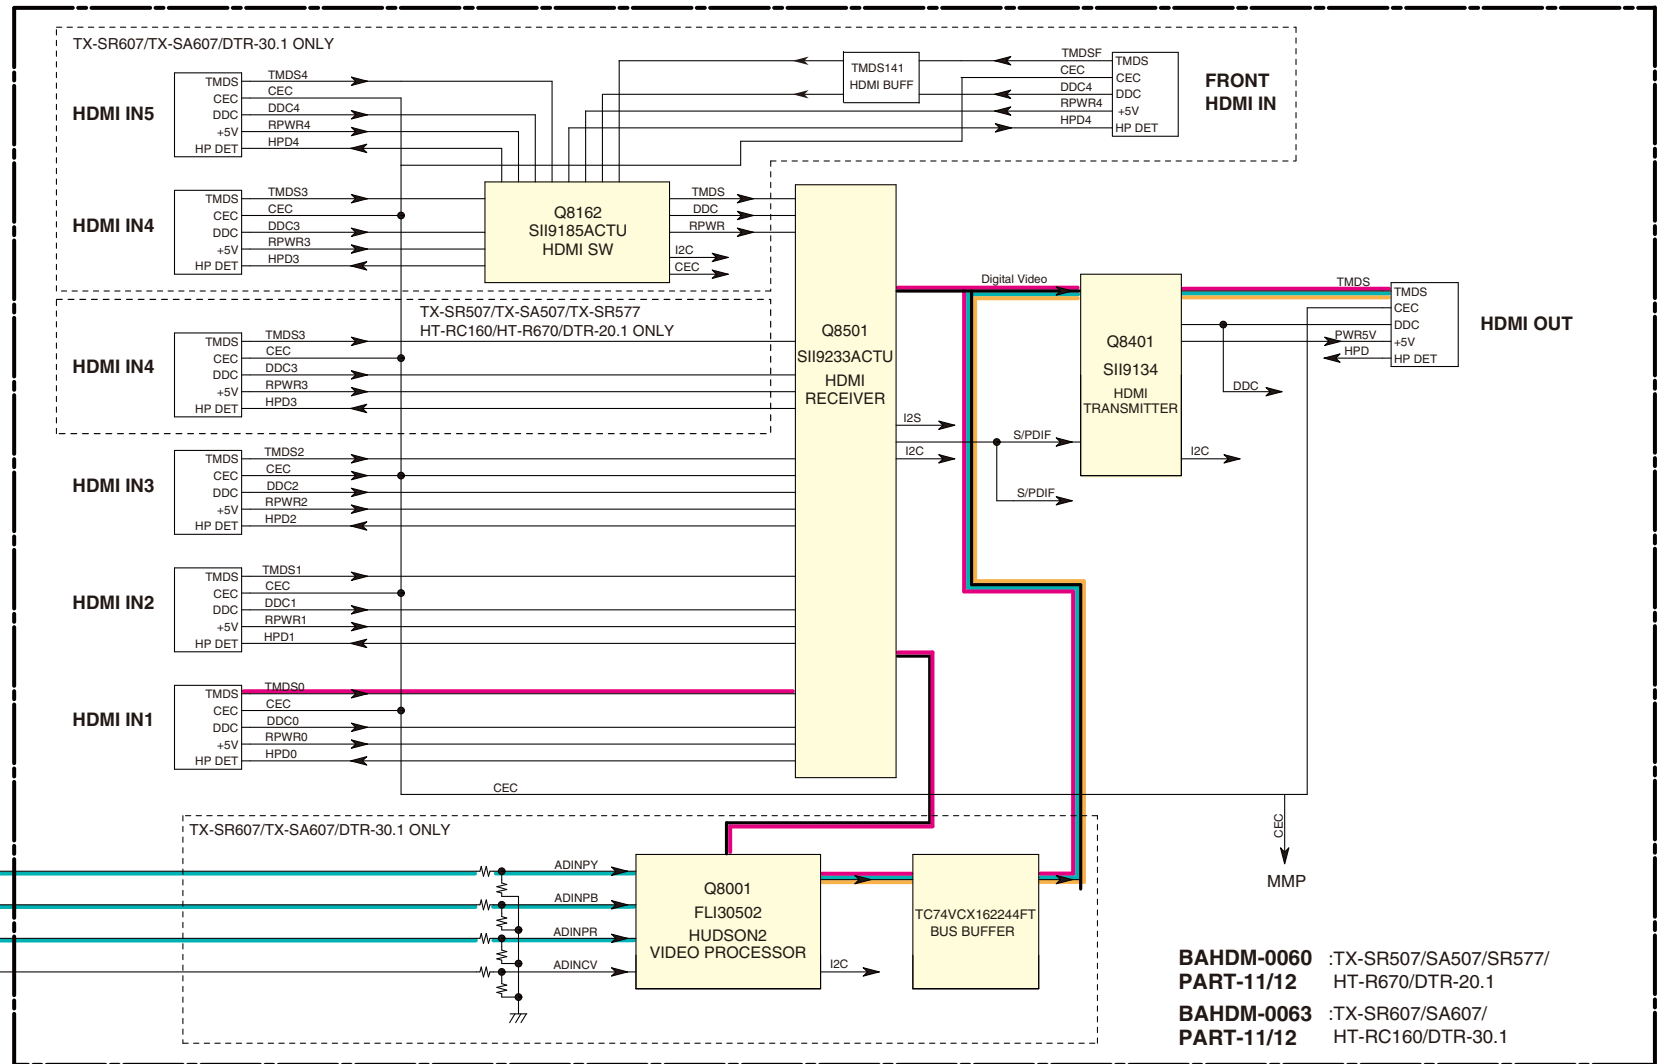 TX-SR607/TX-SA607/DTR-30.1 ONLY
HDMI IN5
TMDS
CEC
DDC
+5V
HP DET
TMDS4
CEC
DDC4
RPWR4
HPD4
TMDS141
HDMI BUFF
TMDSF
CEC
DDC4
RPWR4
HPD4
TMDS
CEC
DDC
+5V
HP DET
FRONT
HDMI IN
HDMI IN4
TMDS
CEC
DDC
+5V
HP DET
TMDS3
CEC
DDC3
RPWR3
HPD3
Q8162
SII9185ACTU
HDMI SW
TMDS
DDC
RPWR
I2C
CEC
TX-SR507/TX-SA507/TX-SR577
HT-RC160/HT-R670/DTR-20.1 ONLY
HDMI IN4
TMDS
CEC
DDC
+5V
HP DET
TMDS3
CEC
DDC3
RPWR3
HPD3
Q8501
SII9233ACTU
HDMI
RECEIVER
Digital Video
I2S
I2C
S/PDIF
S/PDIF
Q8401
SII9134
HDMI
TRANSMITTER
I2C
TMDS
PWR5V
HPD
DDC
TMDS
CEC
DDC
+5V
HP DET
HDMI OUT
HDMI IN3
TMDS
CEC
DDC
+5V
HP DET
TMDS2
CEC
DDC2
RPWR2
HPD2
HDMI IN2
TMDS
CEC
DDC
+5V
HP DET
TMDS1
CEC
DDC1
RPWR1
HPD1
HDMI IN1
TMDS
CEC
DDC
+5V
HP DET
TMDS0
CEC
DDC0
RPWR0
HPD0
CEC
CEC
MMP
TX-SR607/TX-SA607/DTR-30.1 ONLY
ADINPY
ADINPB
ADINPR
ADINCV
Q8001
FLI30502
HUDSON2
VIDEO PROCESSOR
I2C
TC74VCX162244FT
BUS BUFFER
BAHDM-0060 :TX-SR507/SA507/SR577/
PART-11/12 HT-R670/DTR-20.1
BAHDM-0063 :TX-SR607/SA607/
PART-11/12 HT-RC160/DTR-30.1